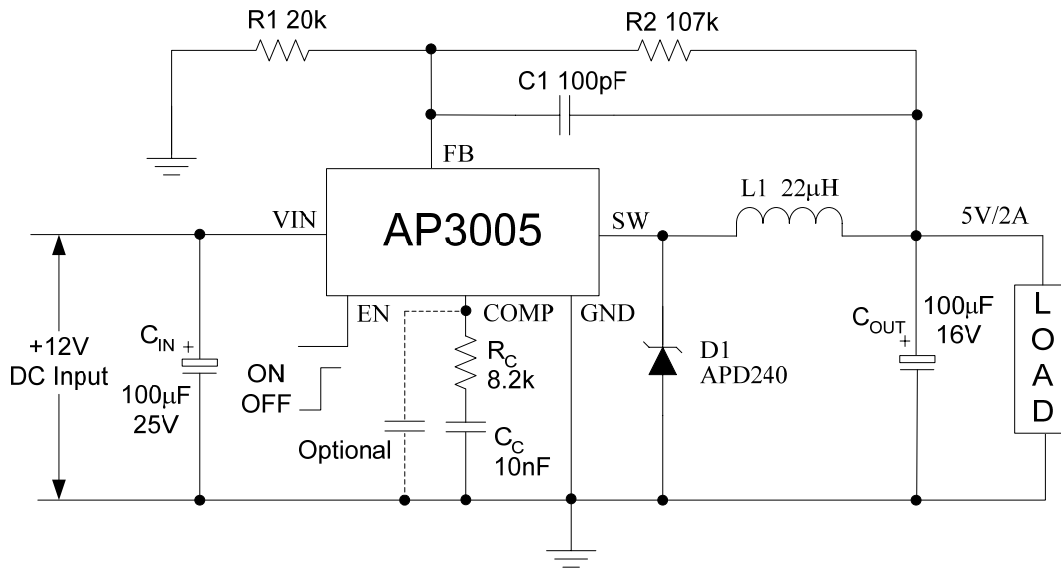 R1 20k
R2 107k
C1 100pF
FB
L1 22μH
VIN
AP3005
SW
5V/2A
EN
COMP
GND
+12V
DC Input
CIN
+
100μF
25V
ON
OFF
RC
8.2k
D1
APD240
COUT
+
100μF
16V
LOAD
Optional
CC
10nF